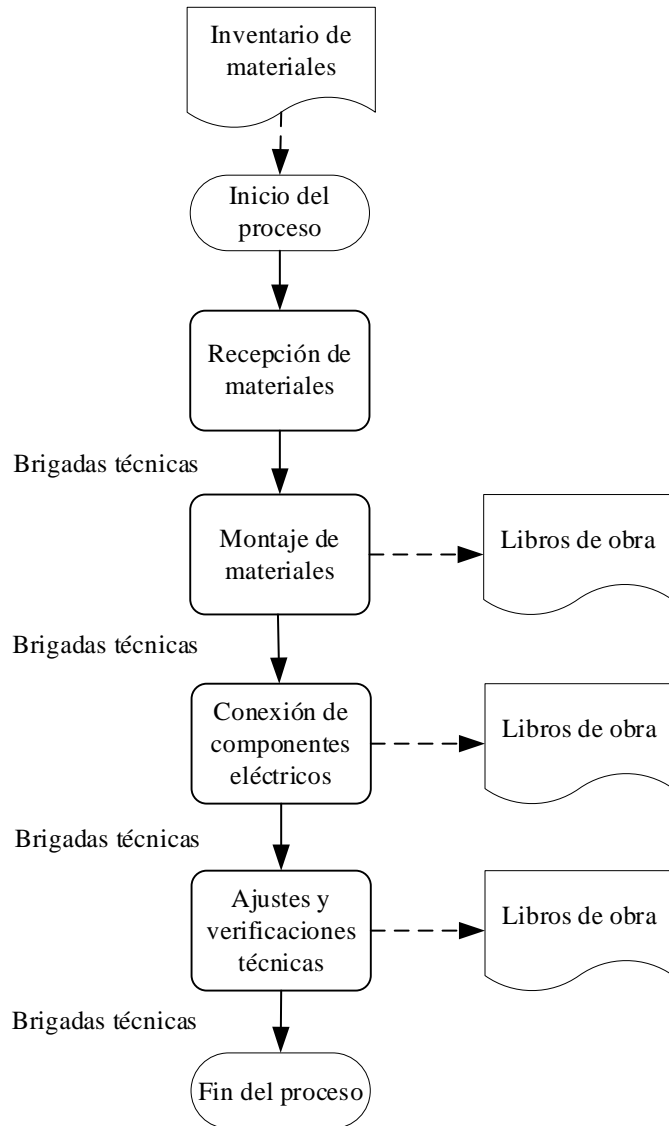 Inventario de
materiales
Inicio del
proceso
Recepción de
materiales
Brigadas técnicas
Montaje de
materiales
Libros de obra
Brigadas técnicas
Conexión de
componentes
eléctricos
Libros de obra
Brigadas técnicas
Ajustes y
verificaciones
técnicas
Libros de obra
Brigadas técnicas
Fin del proceso